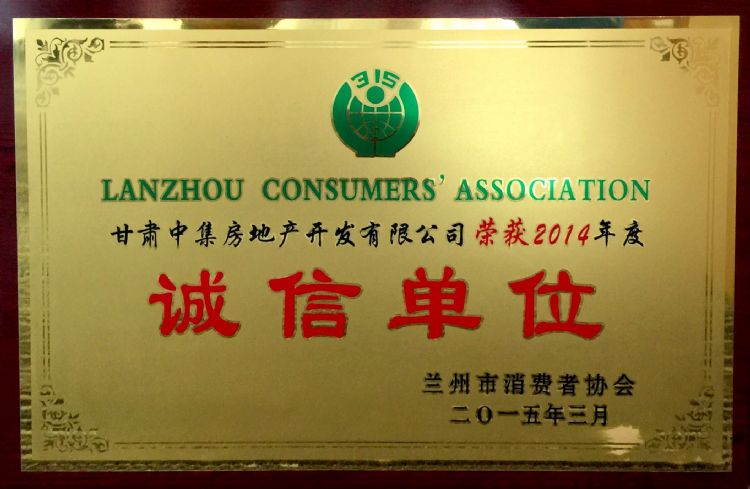 315
LANZHOU CONSUMERS' ASSOCIATION
甘肃中集房地产开发有限公司荣获2014年度
诚信单位
兰州市消费者协会
二〇一五年三月